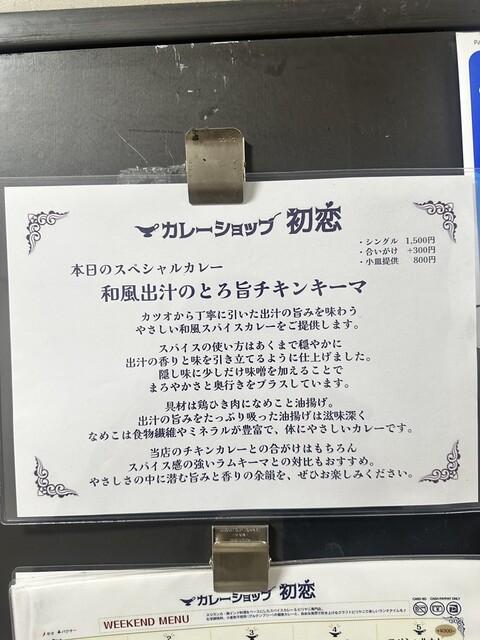 カレーショップ 初恋
・シングル 1,500円
・合いがけ +300円
・小皿提供 800円
本日のスペシャルカレー
和風出汁のとろ旨チキンキーマ
カツオから丁寧に引いた出汁の旨みを味わう
やさしい和風スパイスカレーをご提供します。
スパイスの使い方はあくまで穏やかに
出汁の香りと味を引き立てるように仕上げました。
隠し味に少しだけ味噌を加えることで
まろやかさと奥行きをプラスしています。
具材は鶏ひき肉になめこと油揚げ。
出汁の旨みをたっぷり吸った油揚げは滋味深く
なめこは食物繊維やミネラルが豊富で、体にやさしいカレーです。
当店のチキンカレーとの合がけはもちろん
スパイス感の強いラムキーマとの対比もおすすめ。
やさしさの中に潜む旨みと香りの余韻を、ぜひお楽しみください。
カレーショップ 初恋
WEEKEND MENU